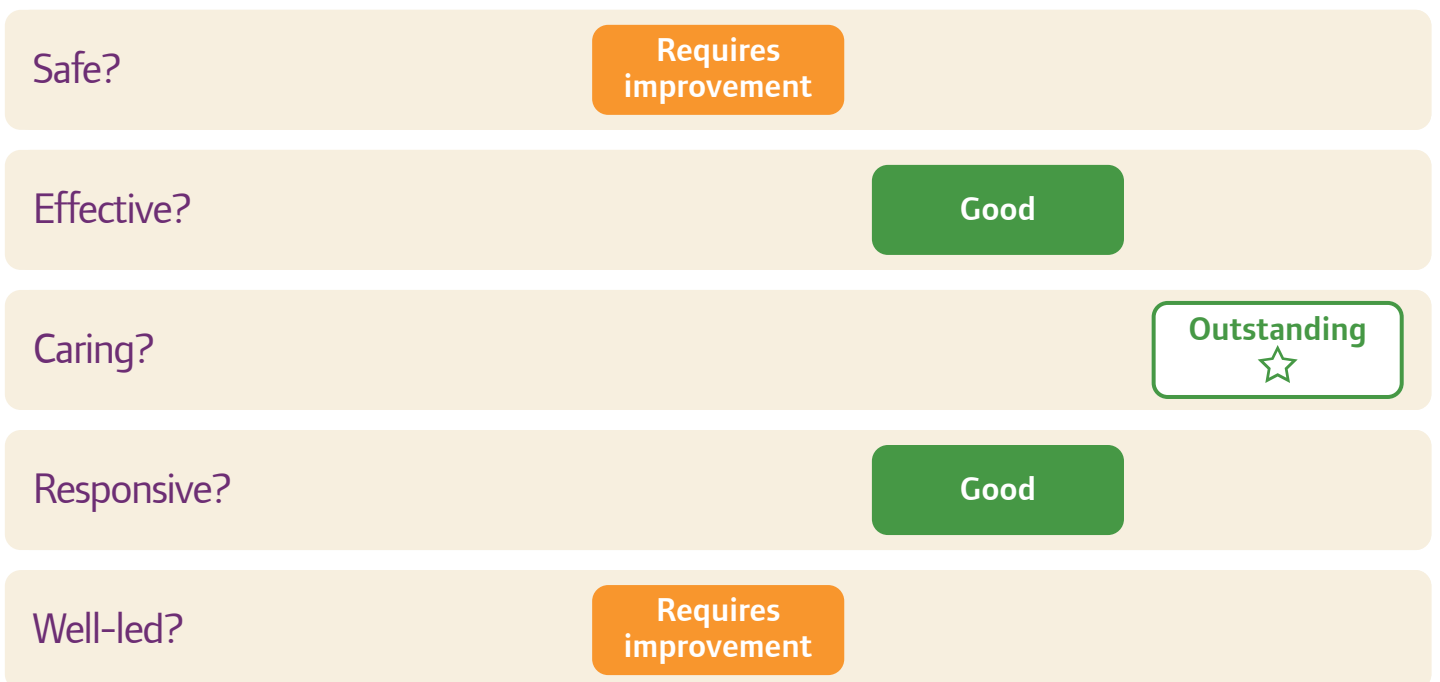 Safe?
Requires
improvement
Effective?
Good
Caring?
Outstanding
Responsive?
Good
Well-led?
Requires
improvement